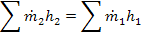 ∑ ṁ₂h₂ = ∑ ṁ₁h₁